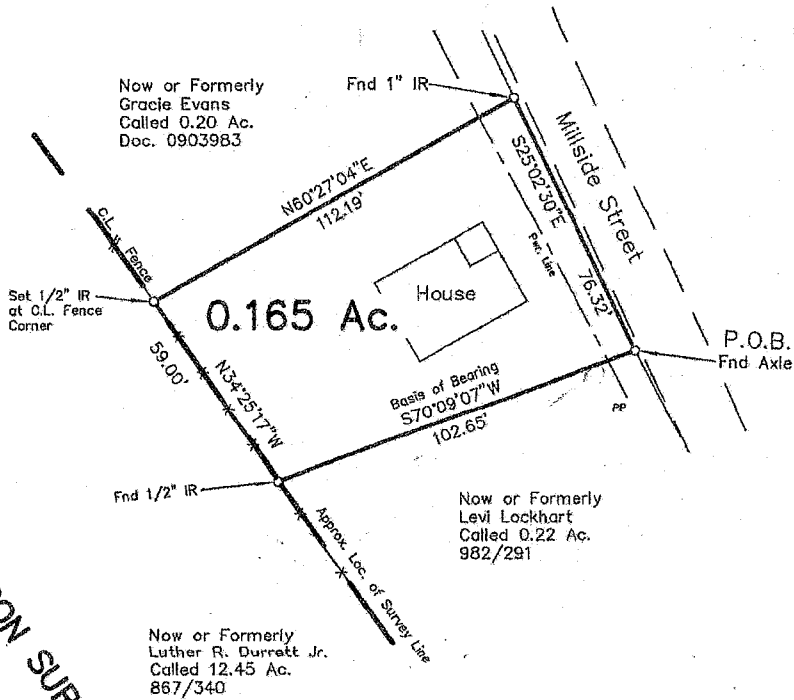 Now or Formerly
Gracie Evans
Called 0.20 Ac.
Doc. 0903983
Fnd 1" IR
Millside Street
N60°27'04"E
112.19'
S25°02'30"E
76.32'
C.L. Fence
Pwr. Line
Set 1/2" IR
at C.L. Fence
Corner
0.165 Ac.
House
P.O.B.
Fnd Axle
59.00'
N34°25'17"W
Basis of Bearing
S70°09'07"W
102.65'
PP
Fnd 1/2" IR
Now or Formerly
Levi Lockhart
Called 0.22 Ac.
982/291
Approx. Loc. of Survey Line
Now or Formerly
Luther R. Durrett Jr.
Called 12.45 Ac.
867/340